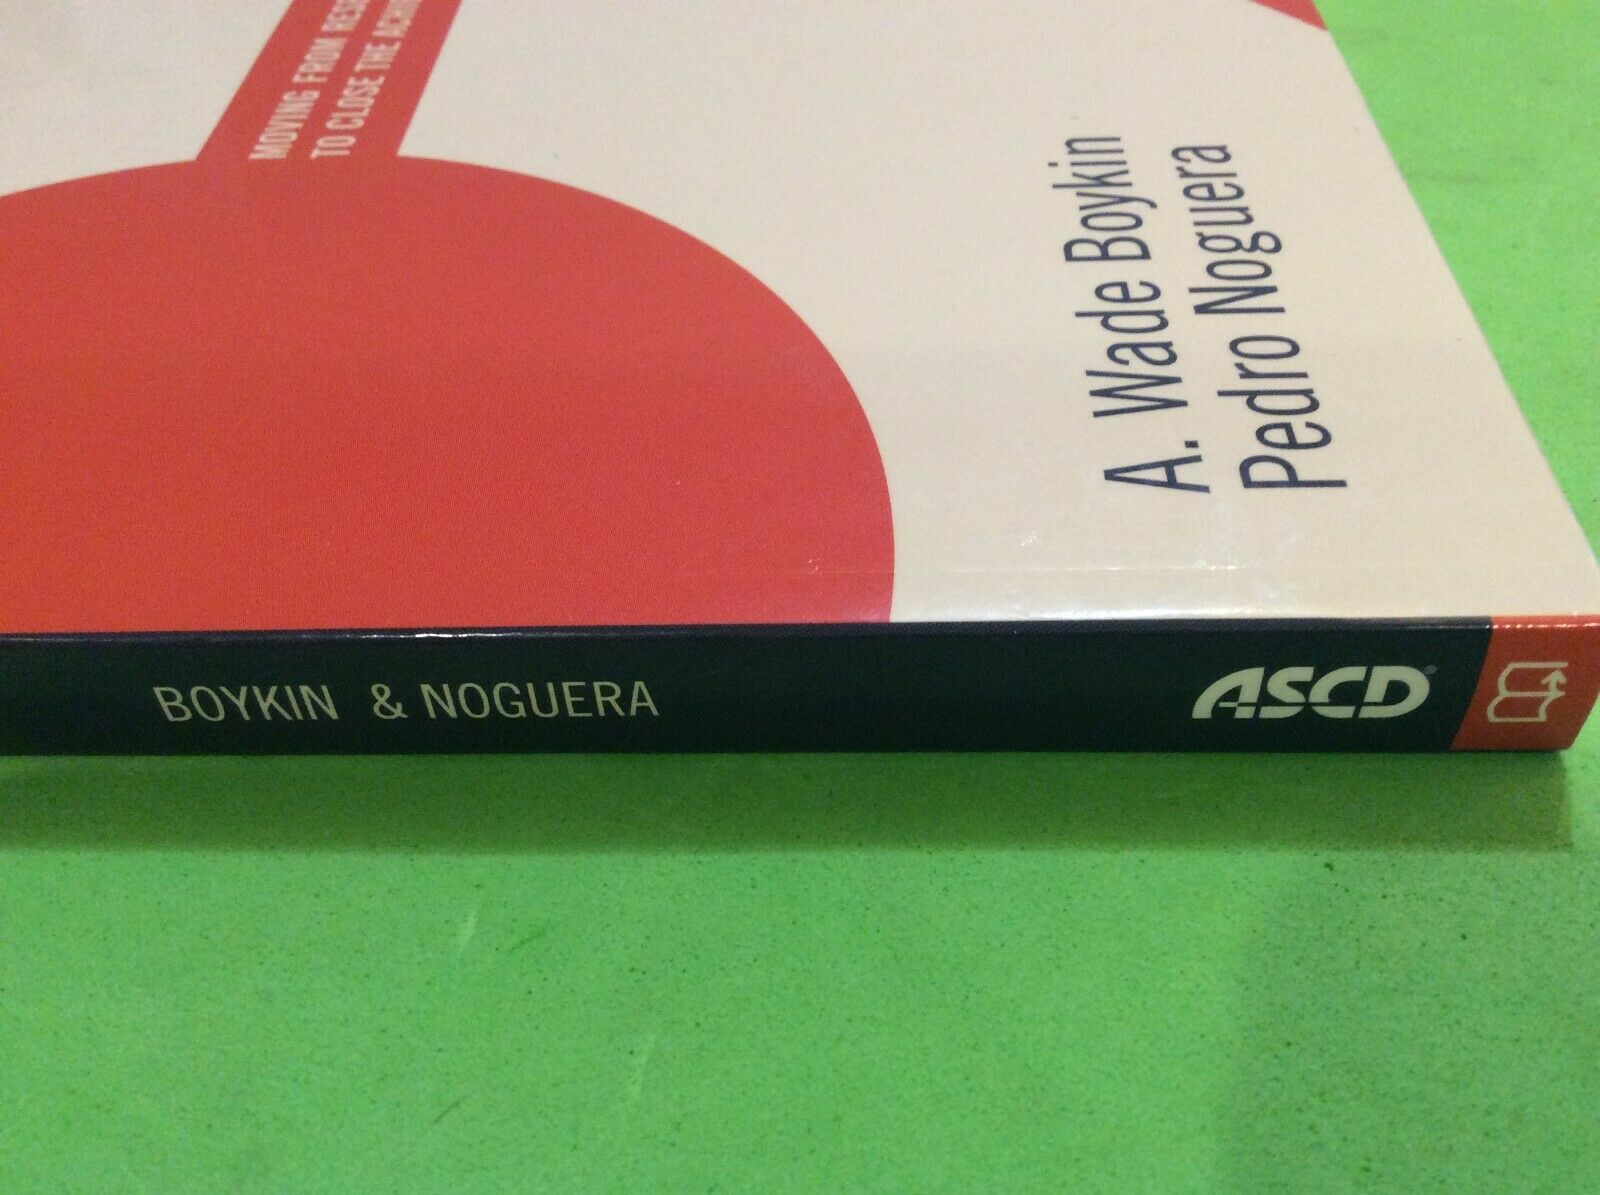 MOVING FROM
TO CLOSE THE
A. Wade Boykin
Pedro Noguera
BOYKIN & NOGUERA
ASCD®